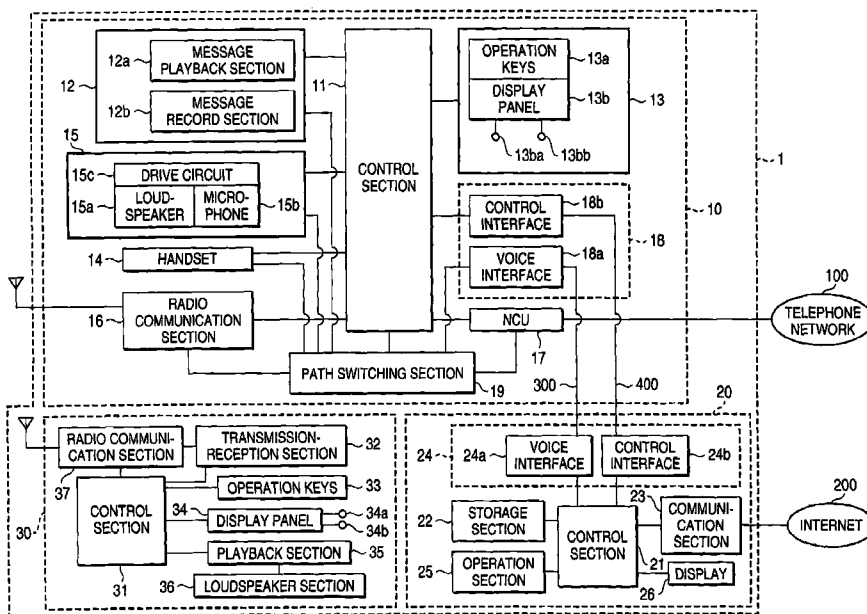 12a
MESSAGE
PLAYBACK SECTION
12
12b
MESSAGE
RECORD SECTION
11
CONTROL
SECTION
OPERATION
KEYS
13a
DISPLAY
PANEL
13b
13
13ba
13bb
1
15
15c
DRIVE CIRCUIT
15a
LOUD-
SPEAKER
MICRO-
PHONE
15b
18b
CONTROL
INTERFACE
10
18
18a
VOICE
INTERFACE
14
HANDSET
16
RADIO
COMMUNICATION
SECTION
NCU
17
100
TELEPHONE
NETWORK
PATH SWITCHING SECTION
19
300
400
20
RADIO COMMUNI-
CATION SECTION
37
TRANSMISSION-
RECEPTION SECTION
32
OPERATION KEYS
33
CONTROL
SECTION
31
30
34
DISPLAY PANEL
34a
34b
PLAYBACK SECTION
35
36
LOUDSPEAKER SECTION
24
24a
VOICE
INTERFACE
CONTROL
INTERFACE
24b
22
STORAGE
SECTION
CONTROL
SECTION
21
23
COMMUNI-
CATION
SECTION
200
INTERNET
25
OPERATION
SECTION
26
DISPLAY